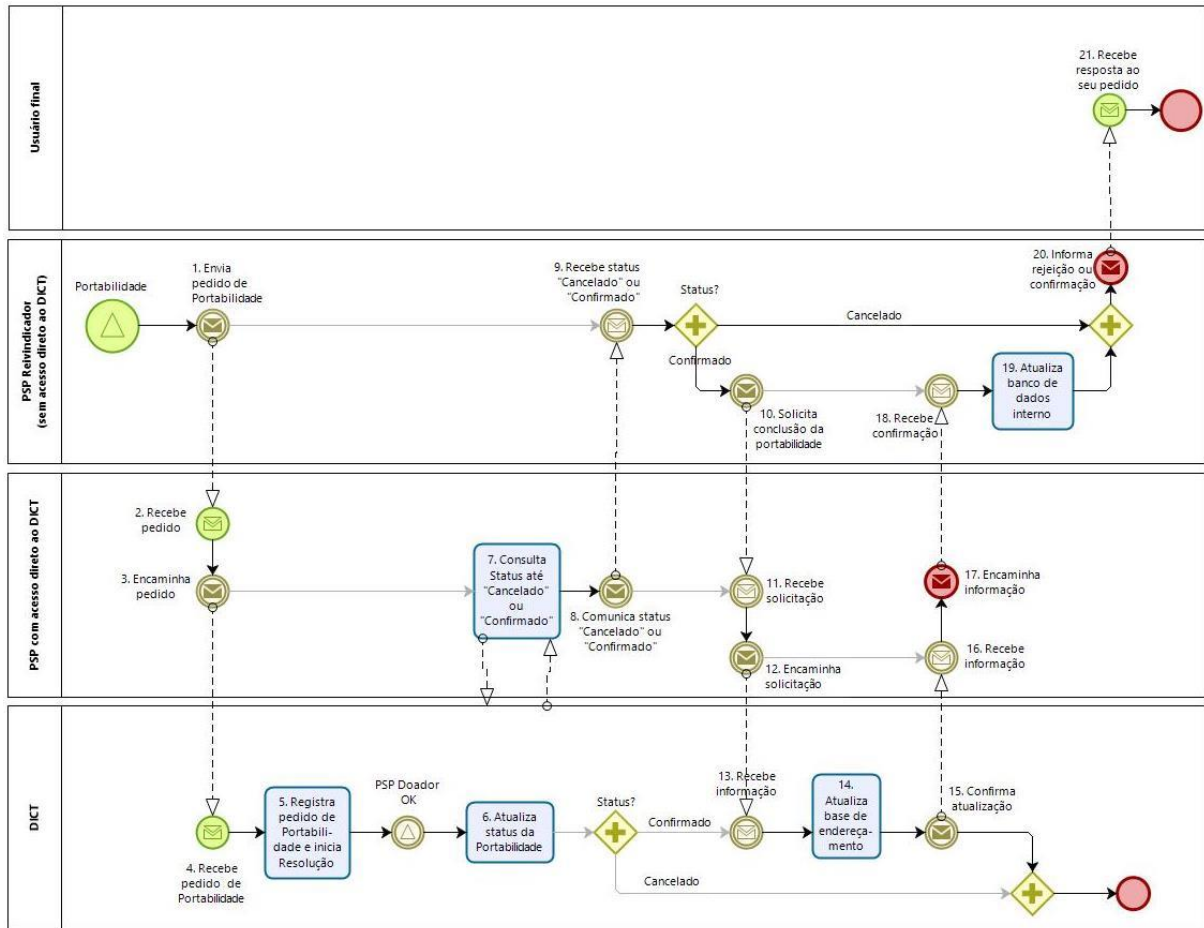 Usuário final
21. Recebe
resposta ao
seu pedido
PSP Reivindicador
(sem acesso direto ao DICT)
Portabilidade
1. Envia
pedido de
Portabilidade
9. Recebe status
"Cancelado" ou
"Confirmado"
Status?
Cancelado
Confirmado
10. Solicita
conclusão da
portabilidade
18. Recebe
confirmação
19. Atualiza
banco de
dados
interno
20. Informa
rejeição ou
confirmação
PSP com acesso direto ao DICT
2. Recebe
pedido
3. Encaminha
pedido
7. Consulta
Status até
"Cancelado"
ou
"Confirmado"
8. Comunica status
"Cancelado" ou
"Confirmado"
11. Recebe
solicitação
12. Encaminha
solicitação
17. Encaminha
informação
16. Recebe
informação
DICT
4. Recebe
pedido de
Portabilidade
5. Registra
pedido de
Portabili-
dade e inicia
Resolução
PSP Doador
OK
6. Atualiza
status da
Portabilidade
Status?
Confirmado
Cancelado
13. Recebe
informação
14.
Atualiza
base de
endereça-
mento
15. Confirma
atualização